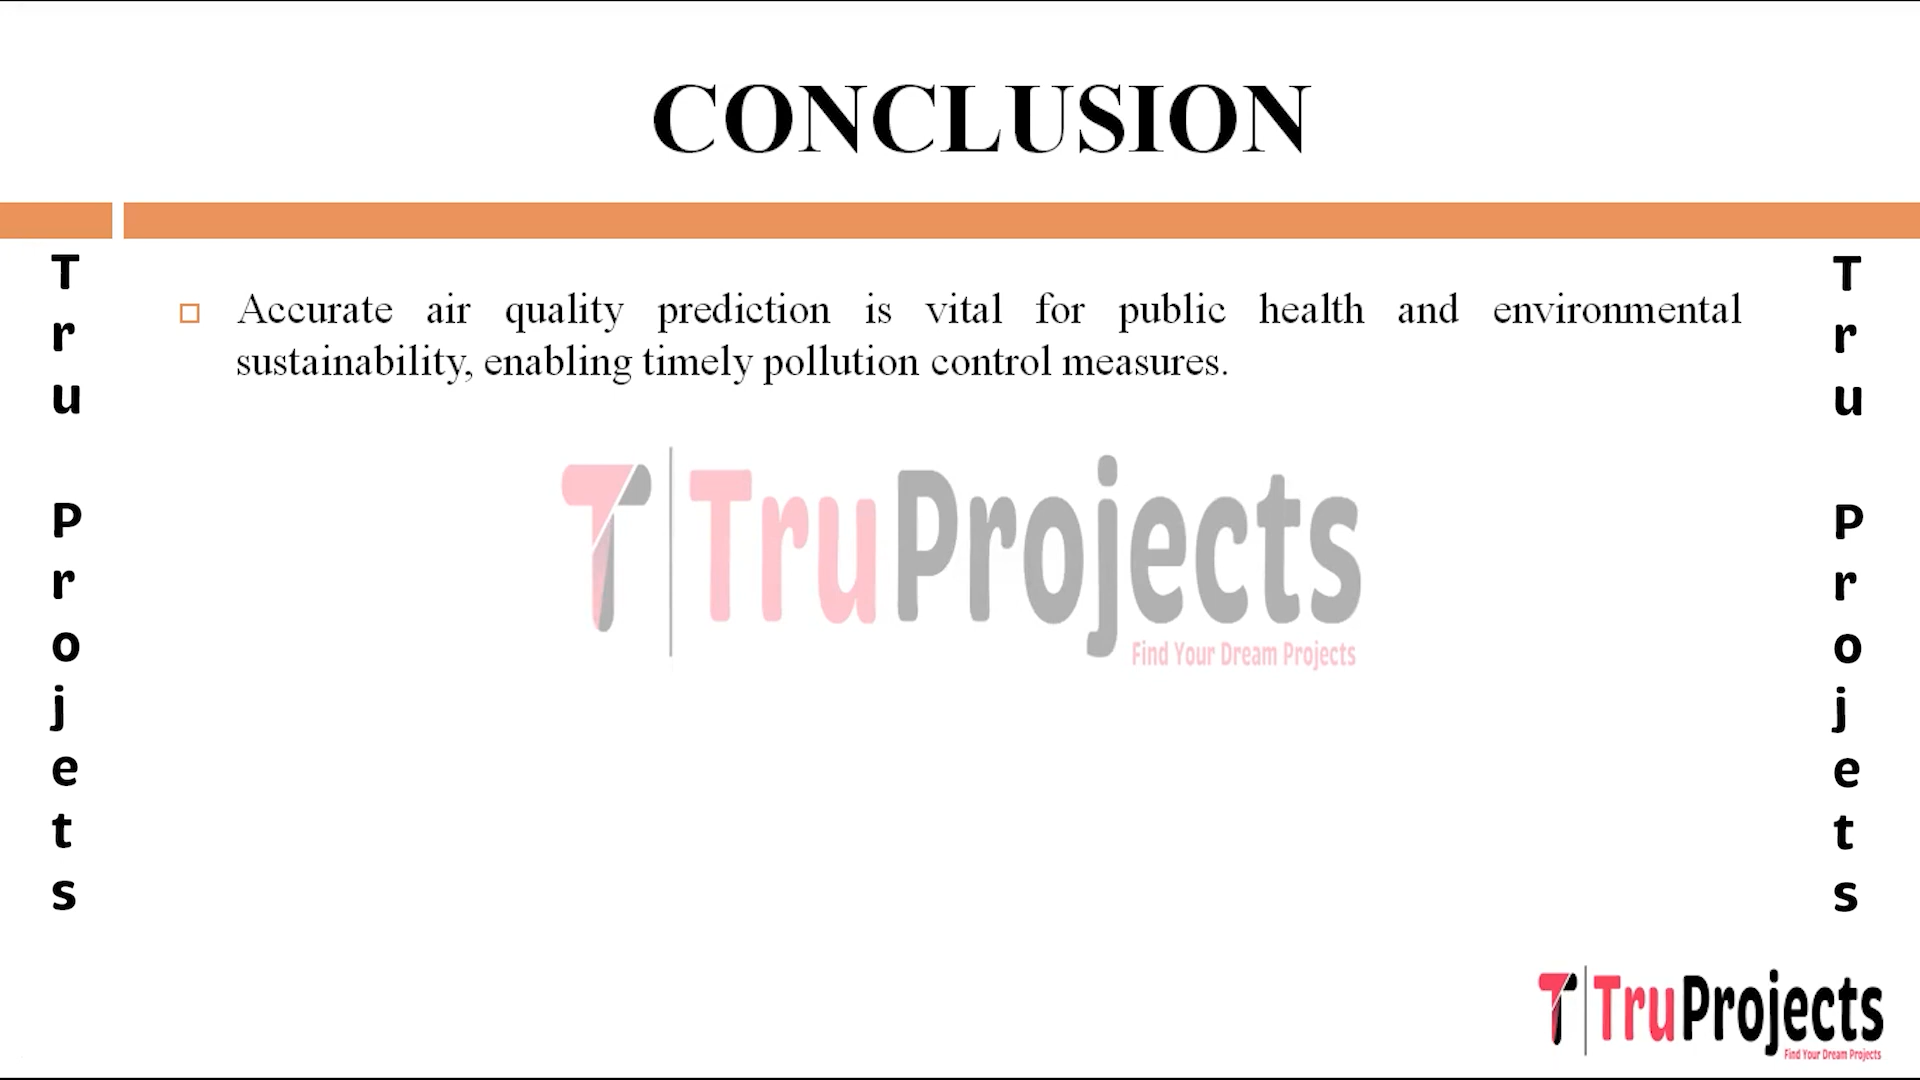 CONCLUSION
Accurate air quality prediction is vital for public health and environmental
sustainability, enabling timely pollution control measures.
Tru Projets
Tru Projets
TruProjects
Find Your Dream Projects
TruProjects
Find Your Dream Projects